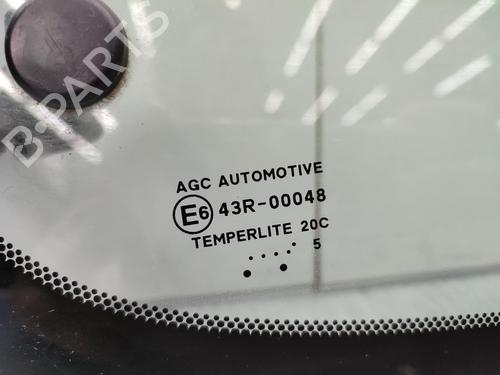 B-PARTS
AGC AUTOMOTIVE
E6 43R-00048
TEMPERLITE 20C
5